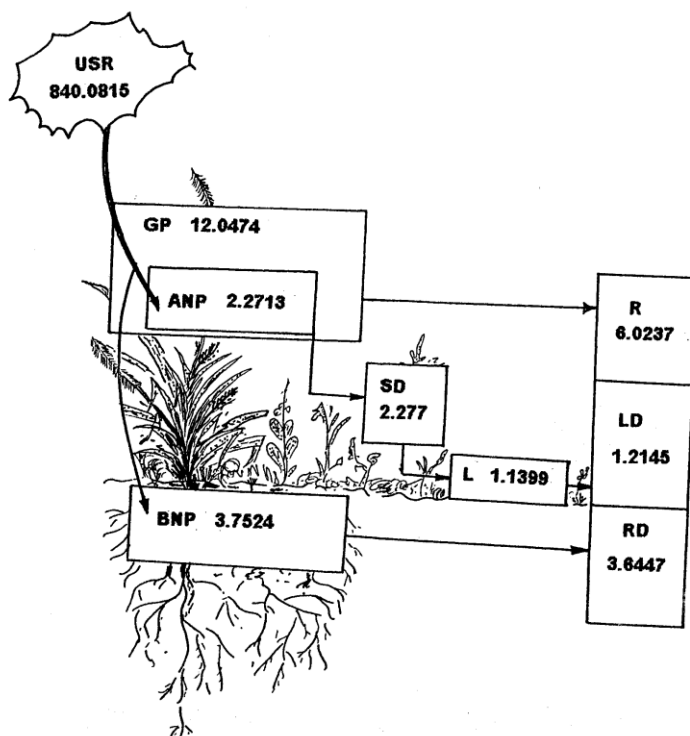 USR
840.0815
GP 12.0474
ANP 2.2713
R
6.0237
SD
2.277
LD
1.2145
L 1.1399
BNP 3.7524
RD
3.6447